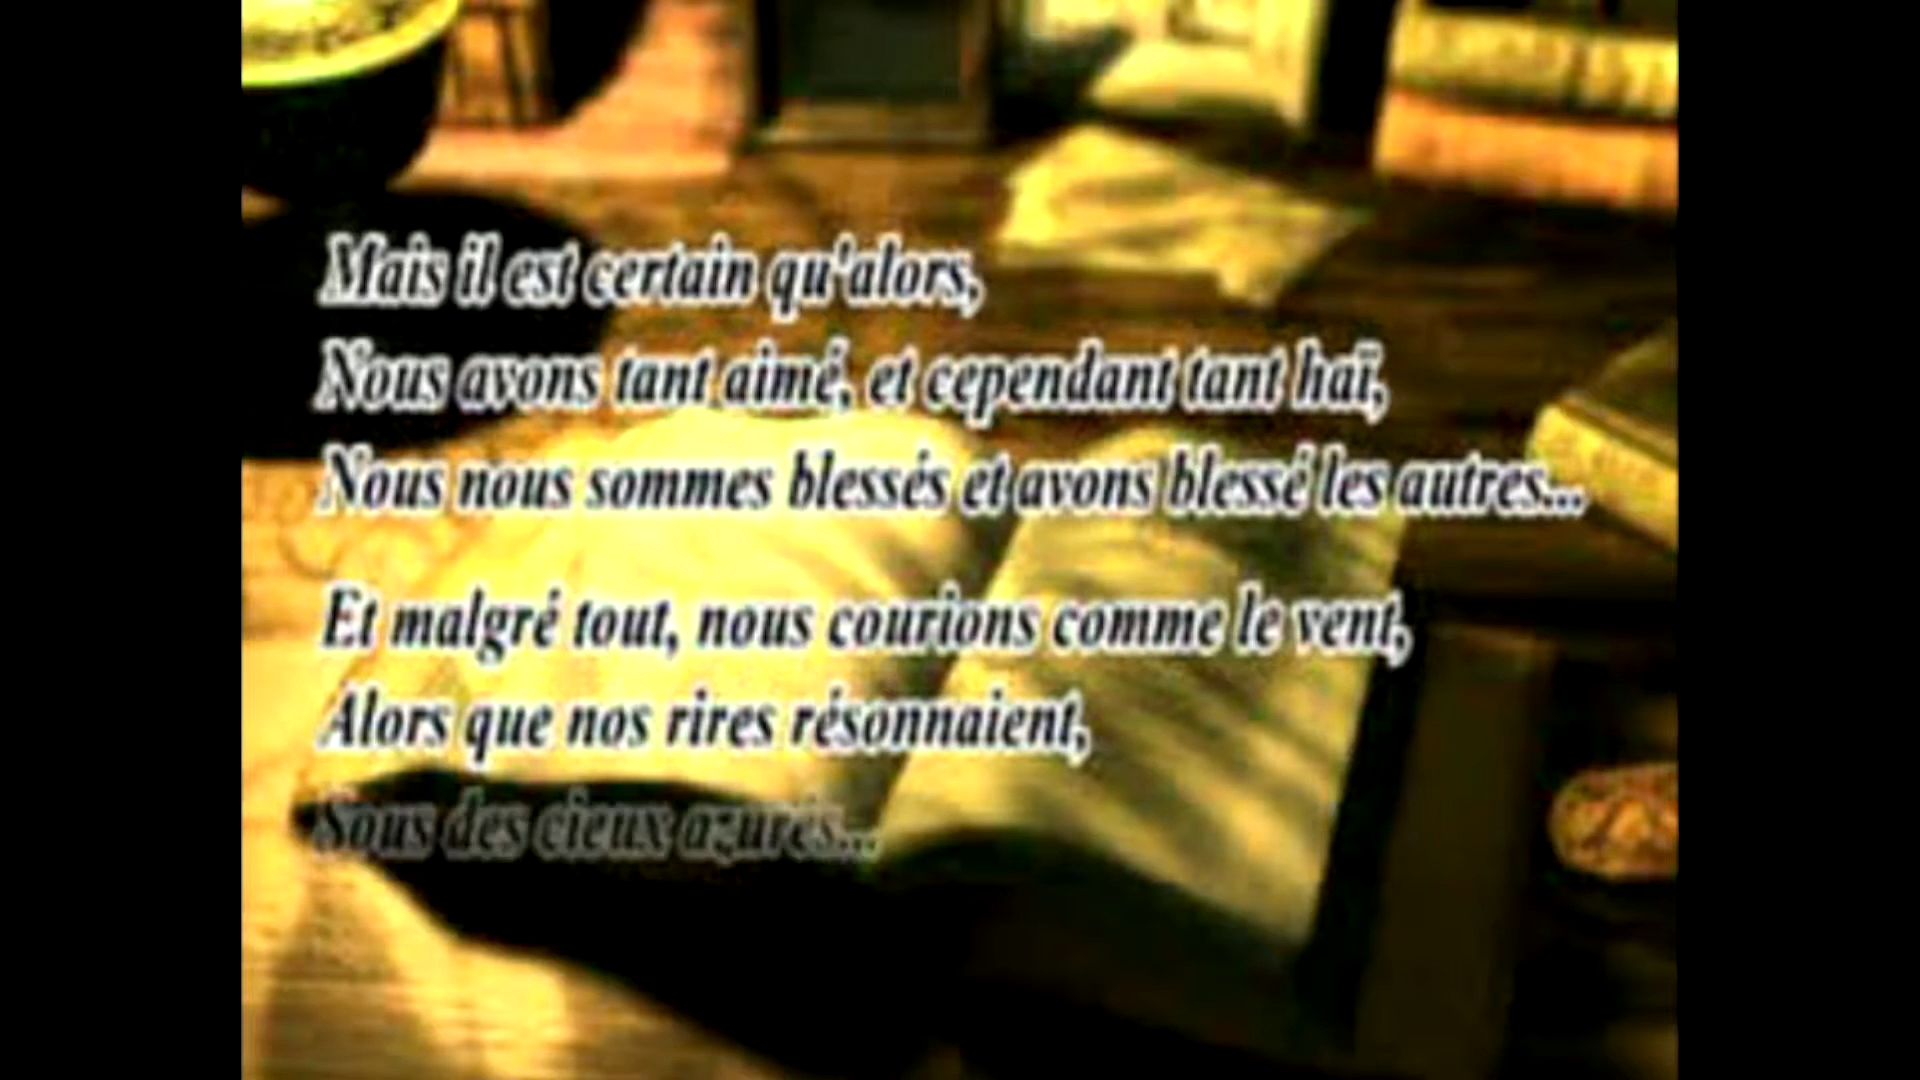 Mais il est certain qu'alors,
Nous avons tant aimé, et cependant tant haï,
Nous nous sommes blessés et avons blessé les autres...
Et malgré tout, nous courions comme le vent,
Alors que nos rires résonnaient,
Sous des cieux azurés...